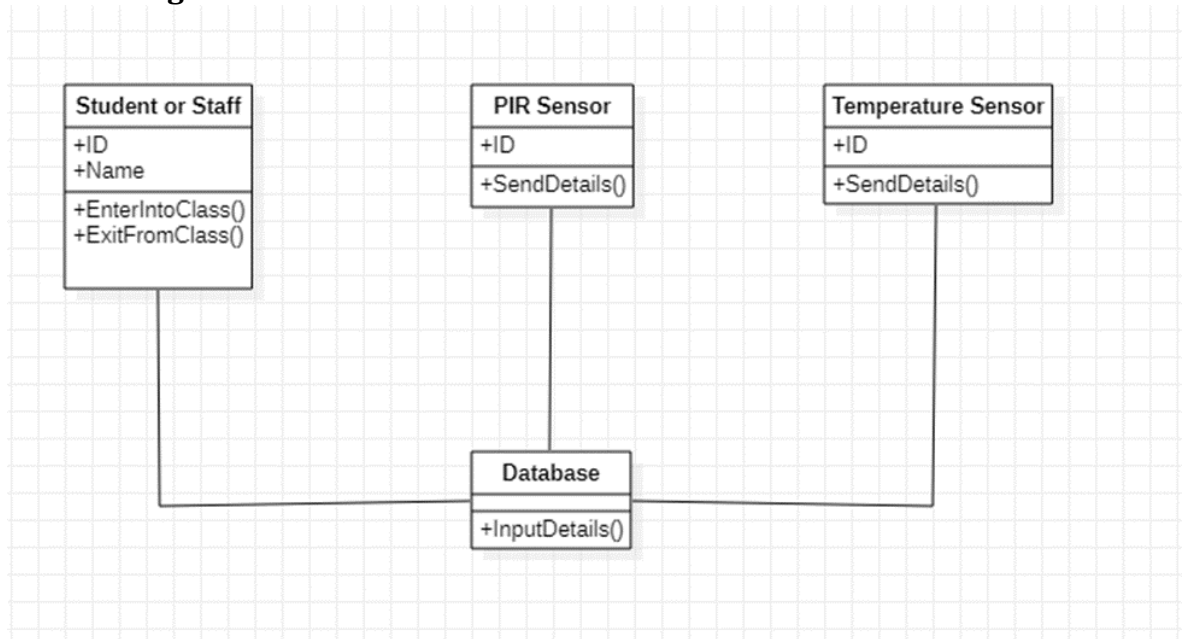 Student or Staff
+ID
+Name
+EnterIntoClass()
+ExitFromClass()
PIR Sensor
+ID
+SendDetails()
Temperature Sensor
+ID
+SendDetails()
Database
+InputDetails()